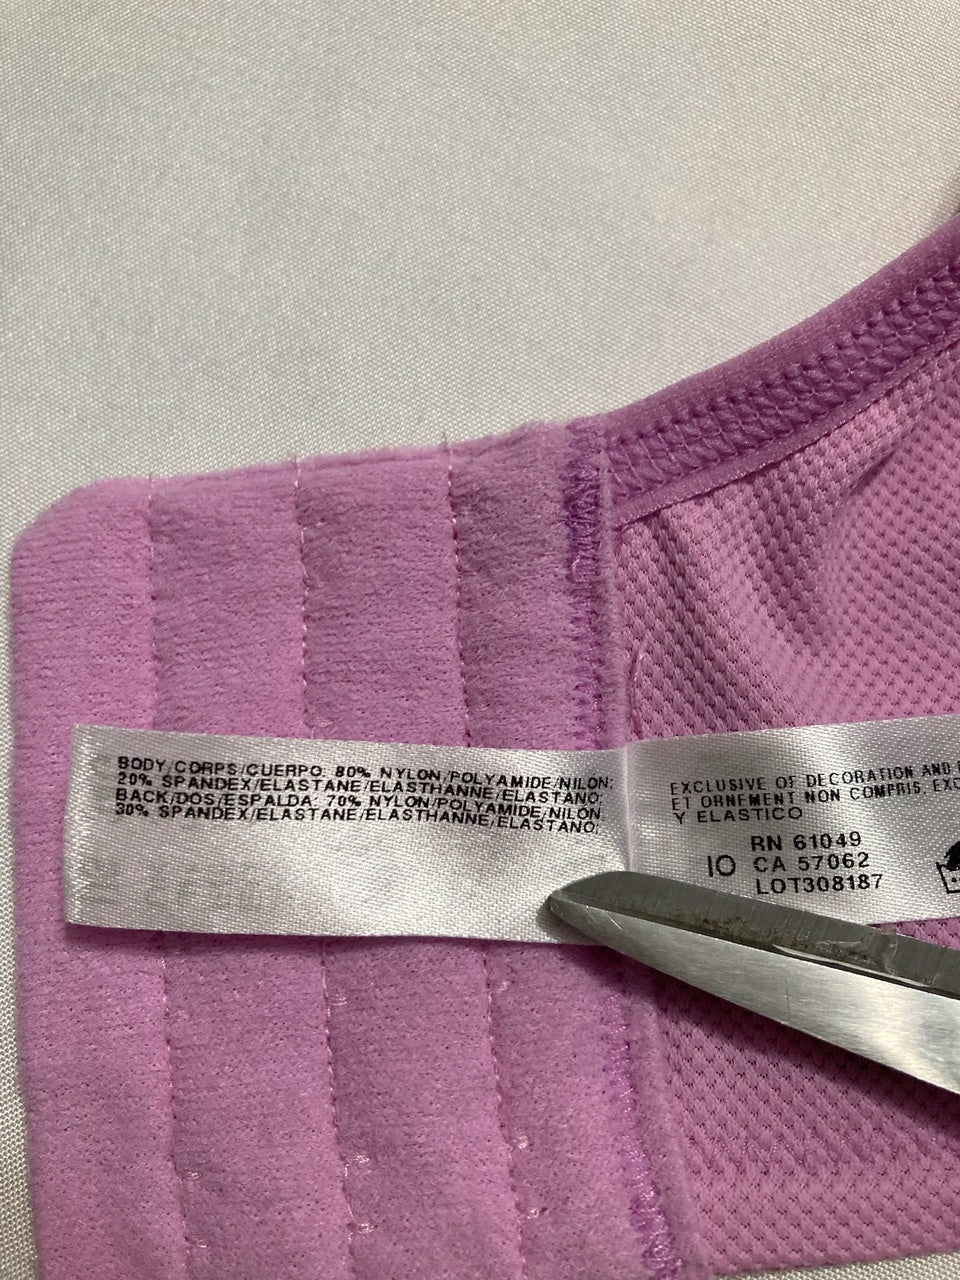 BODY/CORPS/CUERPO: 80% NYLON/POLYAMIDE/NILON;
20% SPANDEX/ELASTANE/ELASTHANNE/ELASTANO;
BACK/DOS/ESPALDA: 70% NYLON/POLYAMIDE/NILON.
30% SPANDEX/ELASTANE/ELASTHANNE/ELASTANO;
EXCLUSIVE OF DECORATION AND
ET ORNEMENT NON COMPRIS.
Y ELASTICO
RN 61049
IO CA 57062
LOT308187